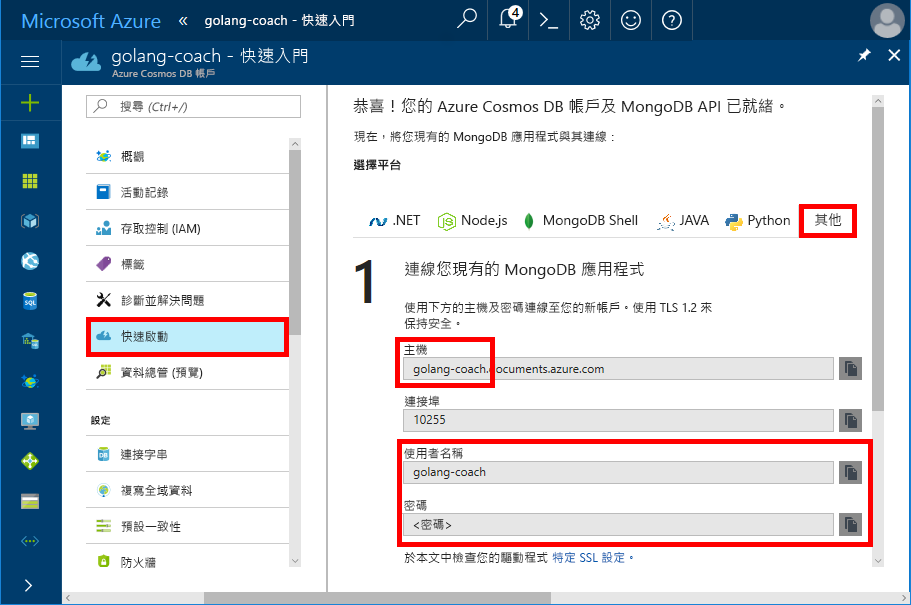 Microsoft Azure « golang-coach - 快速入門
4
golang-coach - 快速入門
Azure Cosmos DB 帳戶
搜尋 (Ctrl+/)
概觀
活動記錄
存取控制 (IAM)
標籤
診斷並解決問題
快速啟動
資料總管 (預覽)
設定
連接字串
複寫全域資料
預設一致性
防火牆
恭喜！您的 Azure Cosmos DB 帳戶及 MongoDB API 已就緒。
現在，將您現有的 MongoDB 應用程式與其連線：
選擇平台
.NET Node.js MongoDB Shell JAVA Python 其他
1 連線您現有的 MongoDB 應用程式
使用下方的主機及密碼連線至您的新帳戶。使用 TLS 1.2 來
保持安全。
主機
golang-coach.documents.azure.com
連接埠
10255
使用者名稱
golang-coach
密碼
<密碼>
於本文中檢查您的驅動程式 特定 SSL 設定。